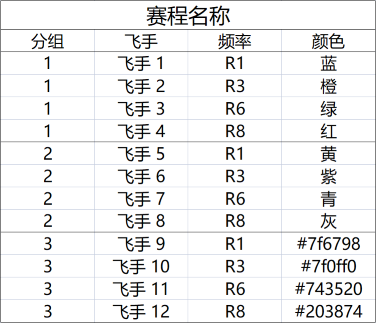 赛程名称
分组 飞手 频率 颜色
1 飞手 1 R1 蓝
1 飞手 2 R3 橙
1 飞手 3 R6 绿
1 飞手 4 R8 红
2 飞手 5 R1 黄
2 飞手 6 R3 紫
2 飞手 7 R6 青
2 飞手 8 R8 灰
3 飞手 9 R1 #7f6798
3 飞手 10 R3 #7f0ff0
3 飞手 11 R6 #743520
3 飞手 12 R8 #203874